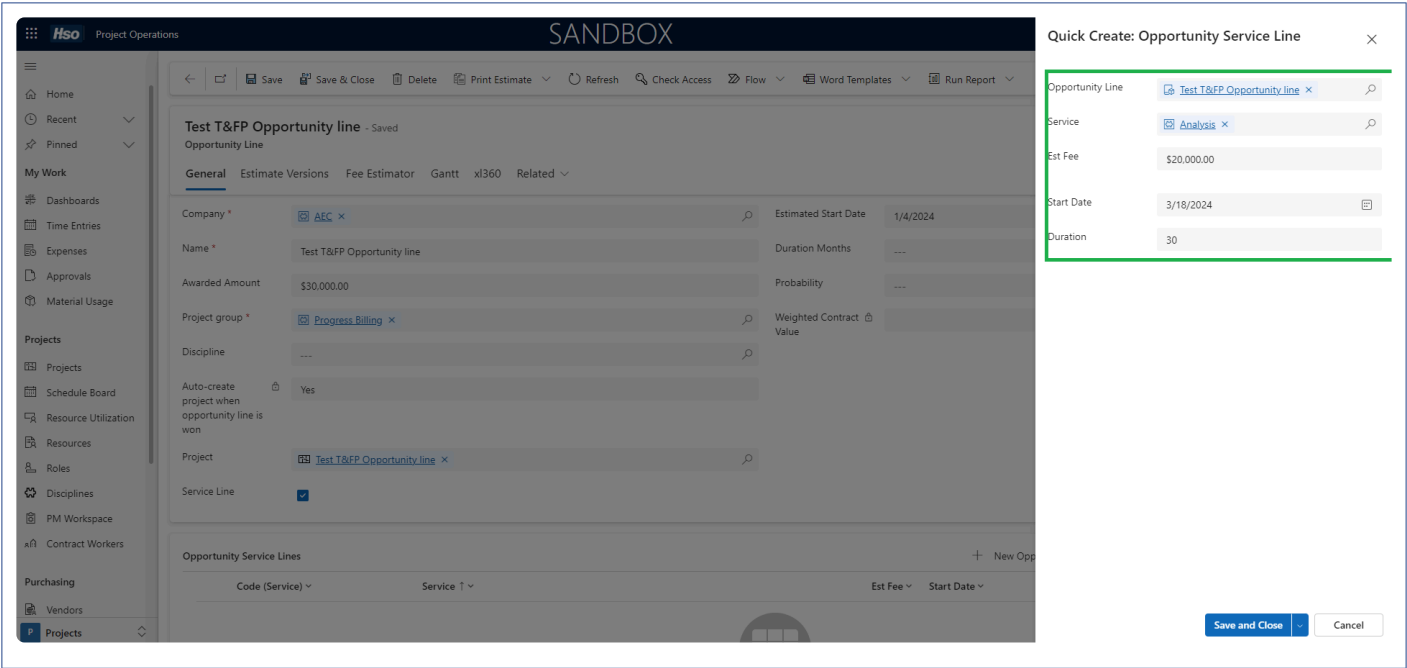 Hso Project Operations
SANDBOX
Home
Recent
Pinned
My Work
Dashboards
Time Entries
Expenses
Approvals
Material Usage
Projects
Projects
Schedule Board
Resource Utilization
Resources
Roles
Disciplines
PM Workspace
Contract Workers
Purchasing
Vendors
P Projects
Save Save & Close Delete Print Estimate Refresh Check Access Flow Word Templates Run Report
Test T&FP Opportunity line - Saved
Opportunity Line
General Estimate Versions Fee Estimator Gantt xl360 Related
Company * AEC ×
Name * Test T&FP Opportunity line
Awarded Amount $30,000.00
Project group * Progress Billing ×
Discipline ---
Auto-create Yes
project when
opportunity line is
won
Project Test T&FP Opportunity line ×
Service Line
Estimated Start Date 1/4/2024
Duration Months ---
Probability ---
Weighted Contract
Value
Opportunity Service Lines + New Opp
Code (Service) Service ↑ Est Fee Start Date
Quick Create: Opportunity Service Line ×
Opportunity Line Test T&FP Opportunity line ×
Service Analysis ×
Est Fee $20,000.00
Start Date 3/18/2024
Duration 30
Save and Close Cancel